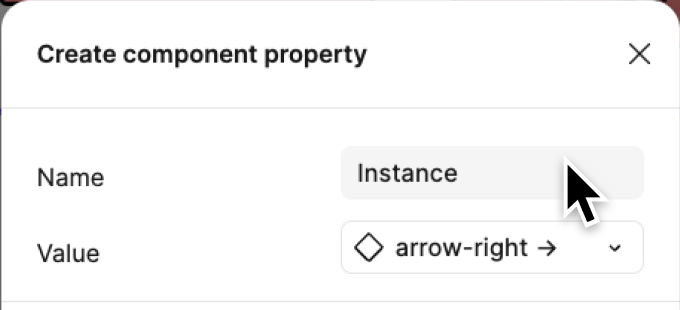 Create component property
Name
Instance
Value
arrow-right →